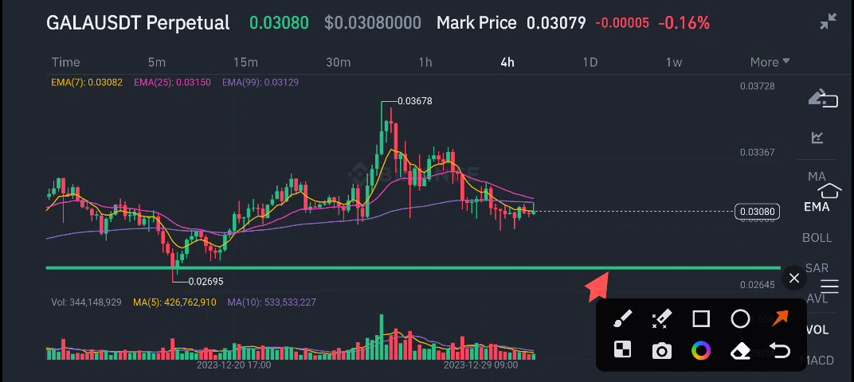 GALAUSDT Perpetual 0.03080 $0.03080000 Mark Price 0.03079 -0.00005 -0.16%
Time 5m 15m 30m 1h 4h 1D 1w More
EMA(7): 0.03082 EMA(25): 0.03150 EMA(99): 0.03129
0.03728
0.03678
0.03367
BINANCE
MA
EMA
0.03080
BOLL
SAR
0.02695
0.02645
AVL
Vol: 344,148,929 MA(5): 426,762,910 MA(10): 533,533,227
VOL
MACD
2023-12-20 17:00 2023-12-29 09:00